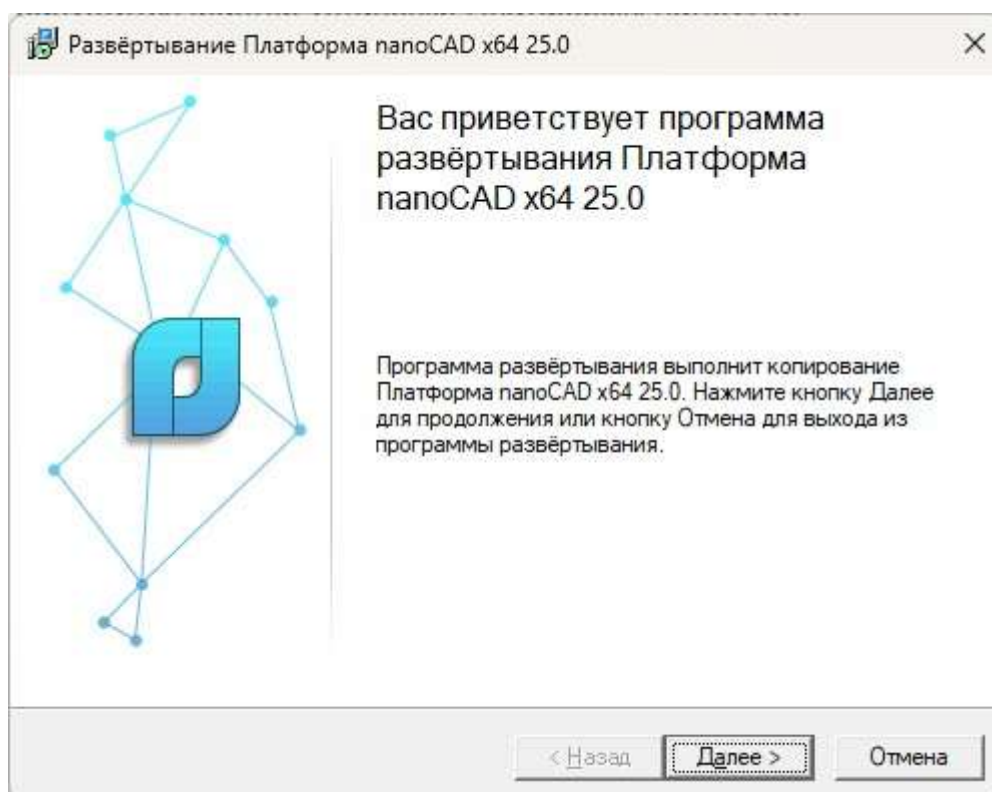 Развёртывание Платформа nanoCAD x64 25.0
Вас приветствует программа
развёртывания Платформа
nanoCAD x64 25.0
Программа развёртывания выполнит копирование
Платформа nanoCAD x64 25.0. Нажмите кнопку Далее
для продолжения или кнопку Отмена для выхода из
программы развёртывания.
< Назад
Далее >
Отмена